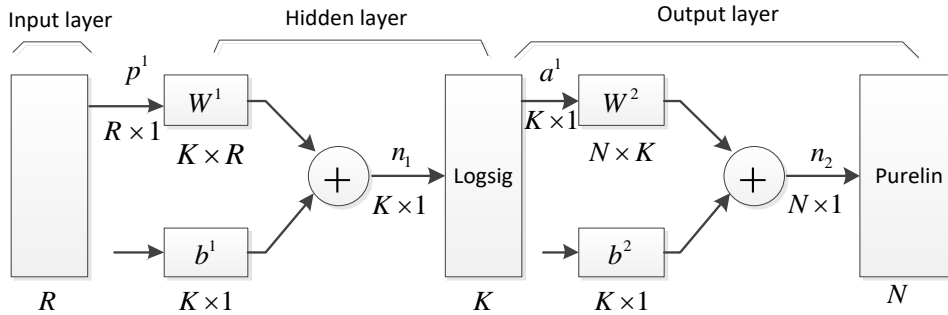 Input layer
Hidden layer
Output layer
p¹
W¹
a¹
W²
R × 1
K × R
K × 1
N × K
+
n₁
K × 1
Logsig
+
n₂
N × 1
Purelin
b¹
b²
R
K × 1
K
K × 1
N